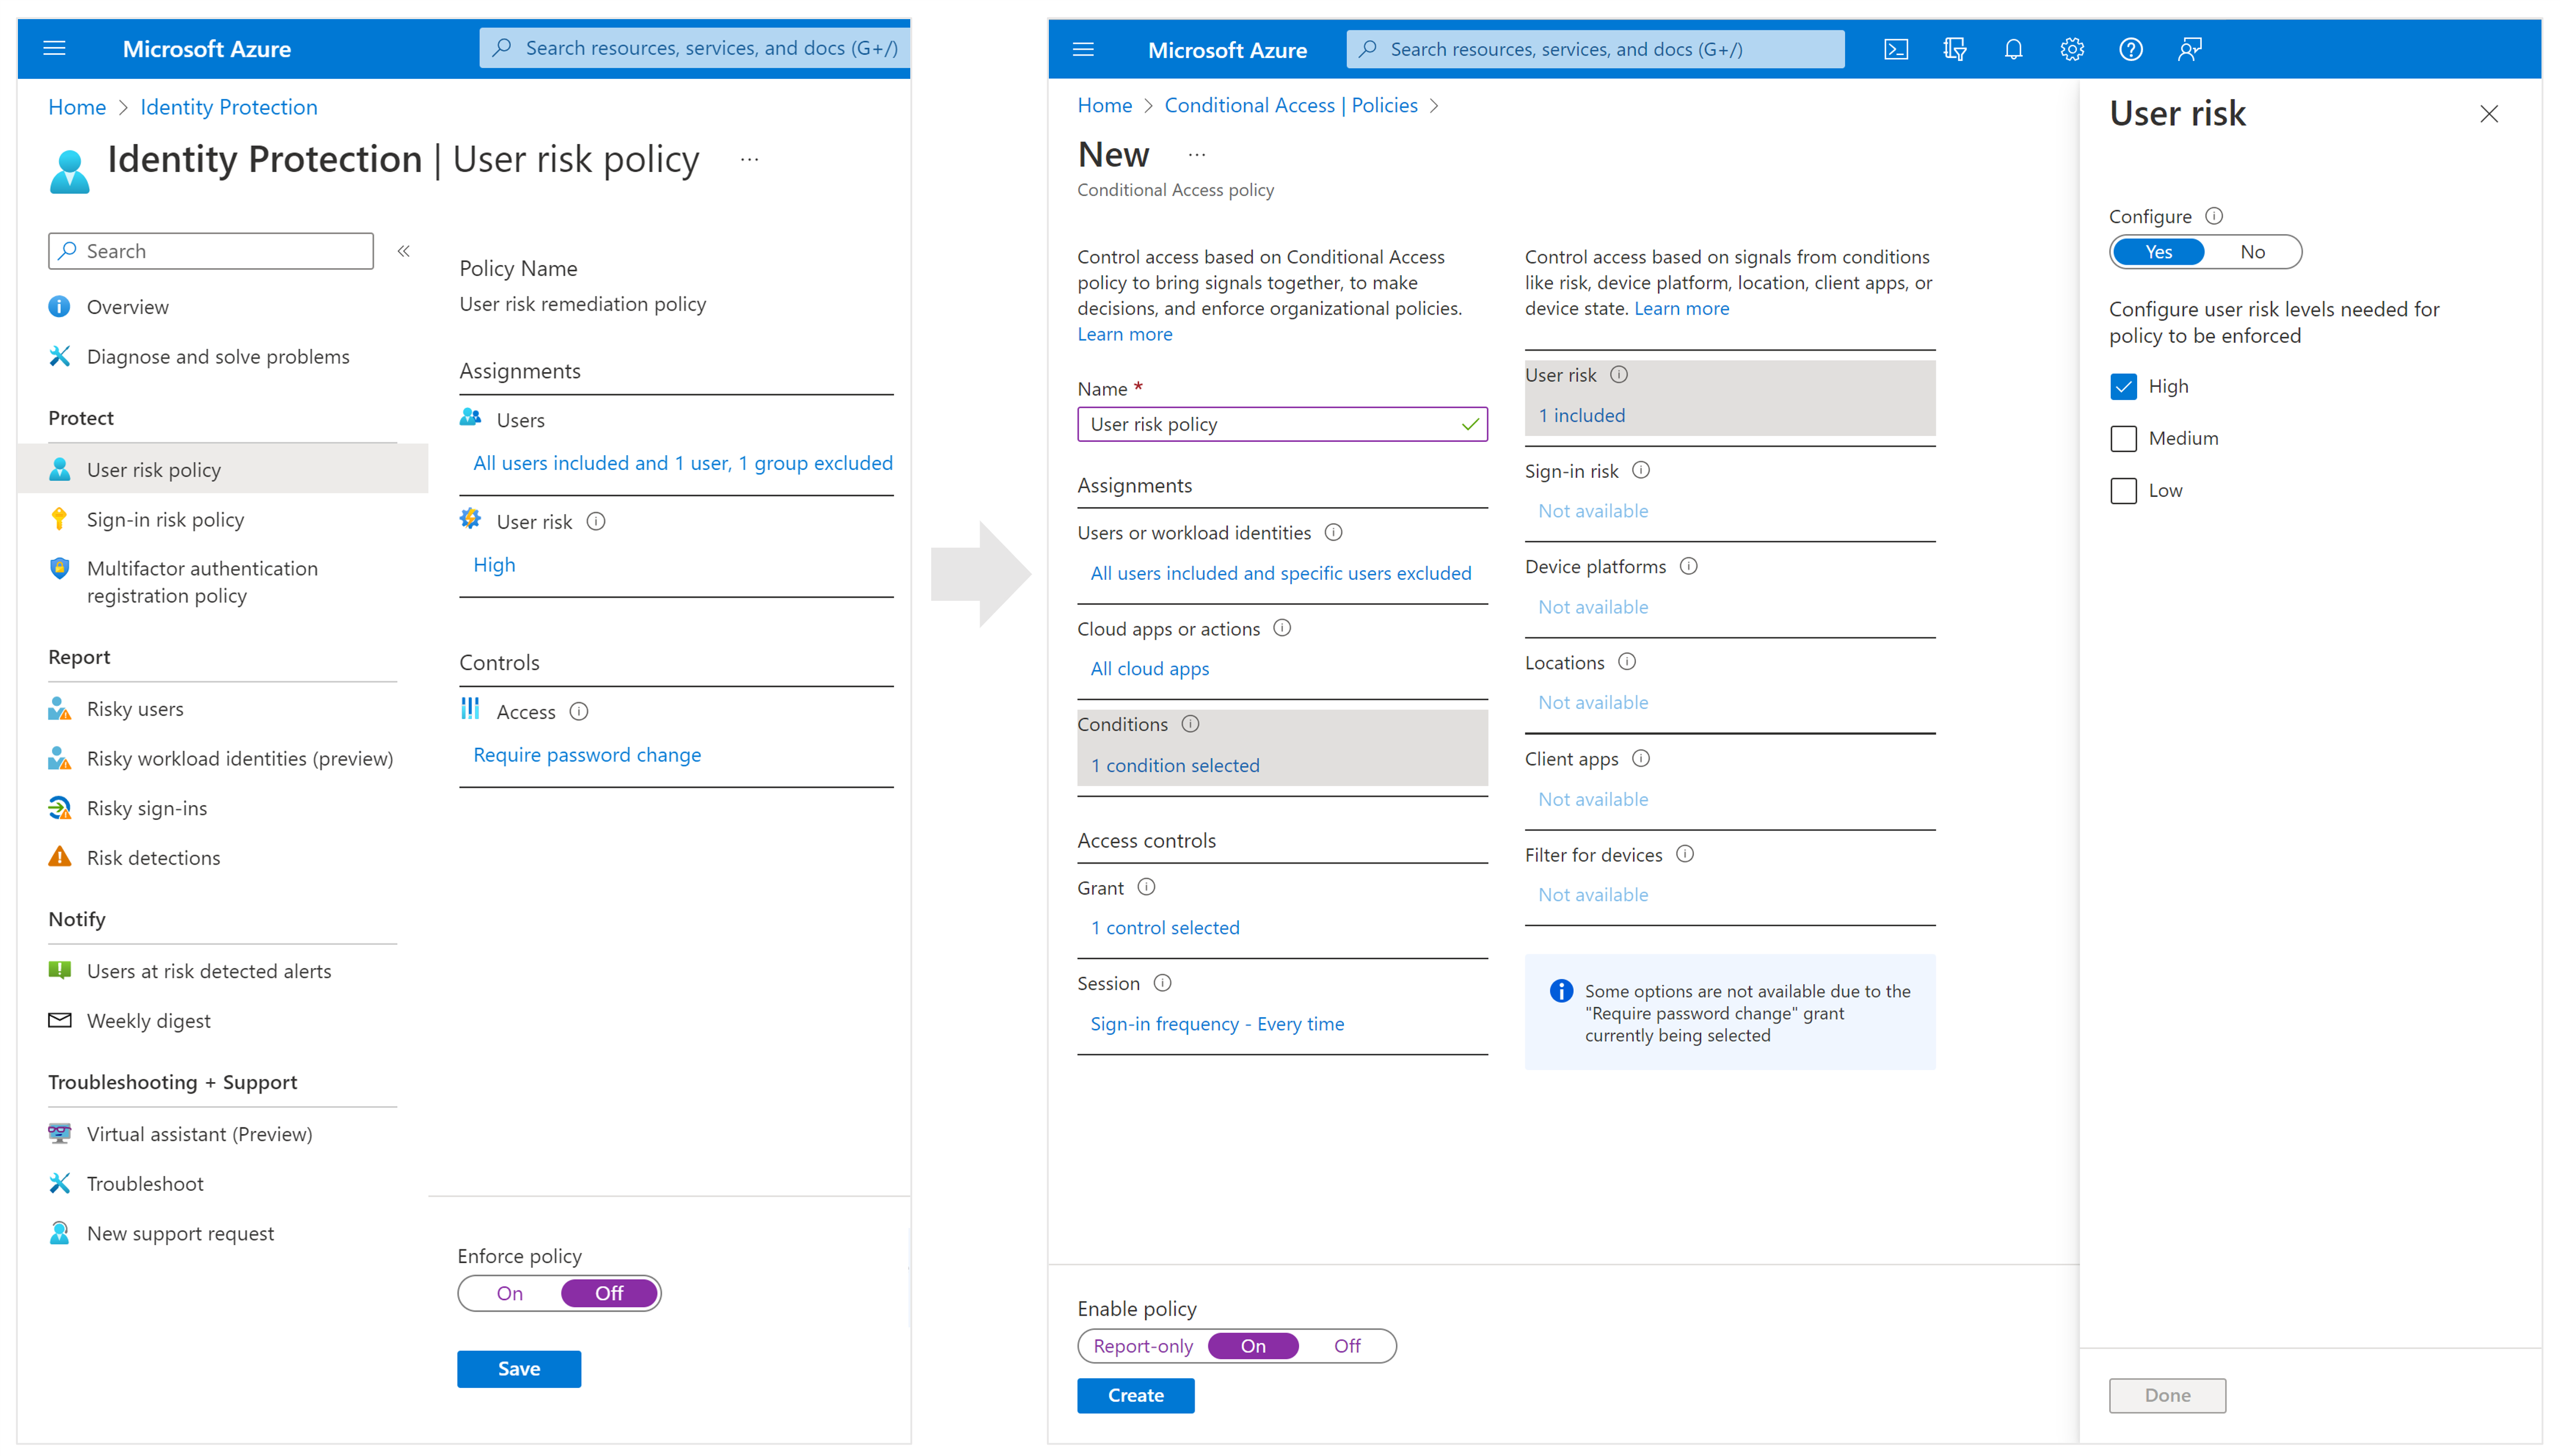 Microsoft Azure
Search resources, services, and docs (G+/)
Home > Identity Protection
Identity Protection | User risk policy ...
Search
«
Overview
Diagnose and solve problems
Protect
User risk policy
Sign-in risk policy
Multifactor authentication
registration policy
Report
Risky users
Risky workload identities (preview)
Risky sign-ins
Risk detections
Notify
Users at risk detected alerts
Weekly digest
Troubleshooting + Support
Virtual assistant (Preview)
Troubleshoot
New support request
Policy Name
User risk remediation policy
Assignments
Users
All users included and 1 user, 1 group excluded
User risk
High
Controls
Access
Require password change
Enforce policy
On Off
Save
Microsoft Azure
Search resources, services, and docs (G+/)
Home > Conditional Access | Policies >
New ...
Conditional Access policy
Control access based on Conditional Access
policy to bring signals together, to make
decisions, and enforce organizational policies.
Learn more
Name *
User risk policy
Assignments
Users or workload identities
All users included and specific users excluded
Cloud apps or actions
All cloud apps
Conditions
1 condition selected
Access controls
Grant
1 control selected
Session
Sign-in frequency - Every time
Control access based on signals from conditions
like risk, device platform, location, client apps, or
device state. Learn more
User risk
1 included
Sign-in risk
Not available
Device platforms
Not available
Locations
Not available
Client apps
Not available
Filter for devices
Not available
Some options are not available due to the
"Require password change" grant
currently being selected
Enable policy
Report-only On Off
Create
User risk
Configure
Yes No
Configure user risk levels needed for
policy to be enforced
High
Medium
Low
Done